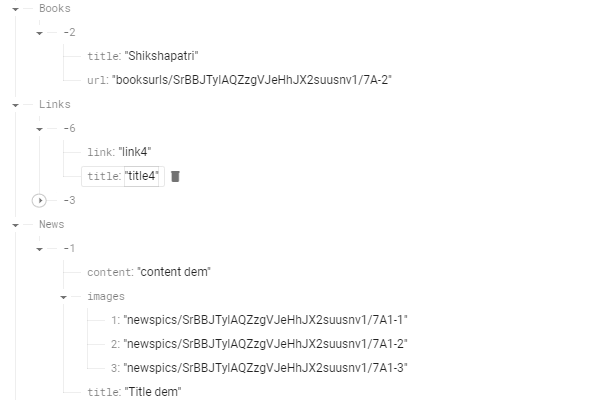 Books
-2
title: "Shikshapatri"
url: "booksurls/SrBBJTylAQZzgVJeHhJX2suusnv1/7A-2"
Links
-6
link: "link4"
title: "title4"
-3
News
-1
content: "content dem"
images
1: "newspics/SrBBJTylAQZzgVJeHhJX2suusnv1/7A1-1"
2: "newspics/SrBBJTylAQZzgVJeHhJX2suusnv1/7A1-2"
3: "newspics/SrBBJTylAQZzgVJeHhJX2suusnv1/7A1-3"
title: "Title dem"